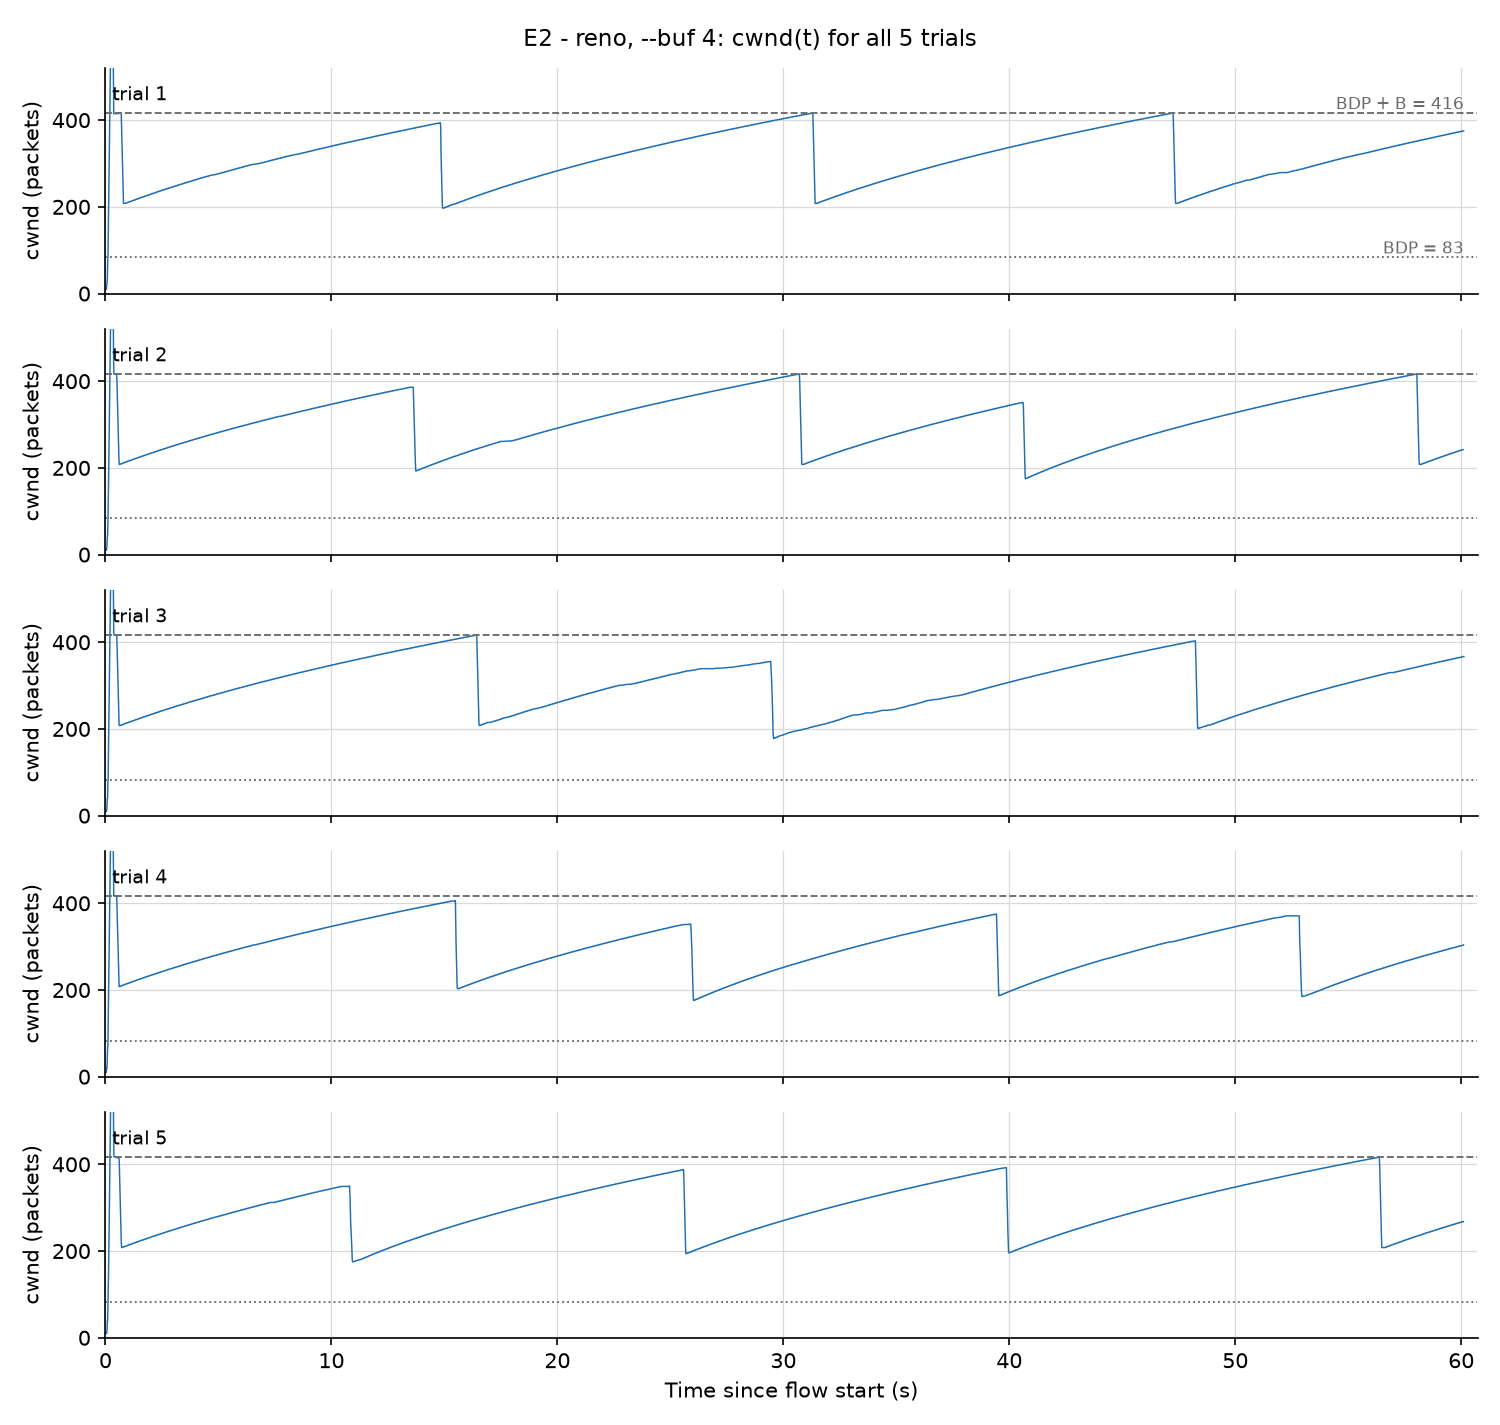 E2 - reno, --buf 4: cwnd(t) for all 5 trials
trial 1
BDP + B = 416
400
200
0
cwnd (packets)
BDP = 83
trial 2
400
200
0
cwnd (packets)
trial 3
400
200
0
cwnd (packets)
trial 4
400
200
0
cwnd (packets)
trial 5
400
200
0
cwnd (packets)
0 10 20 30 40 50 60
Time since flow start (s)